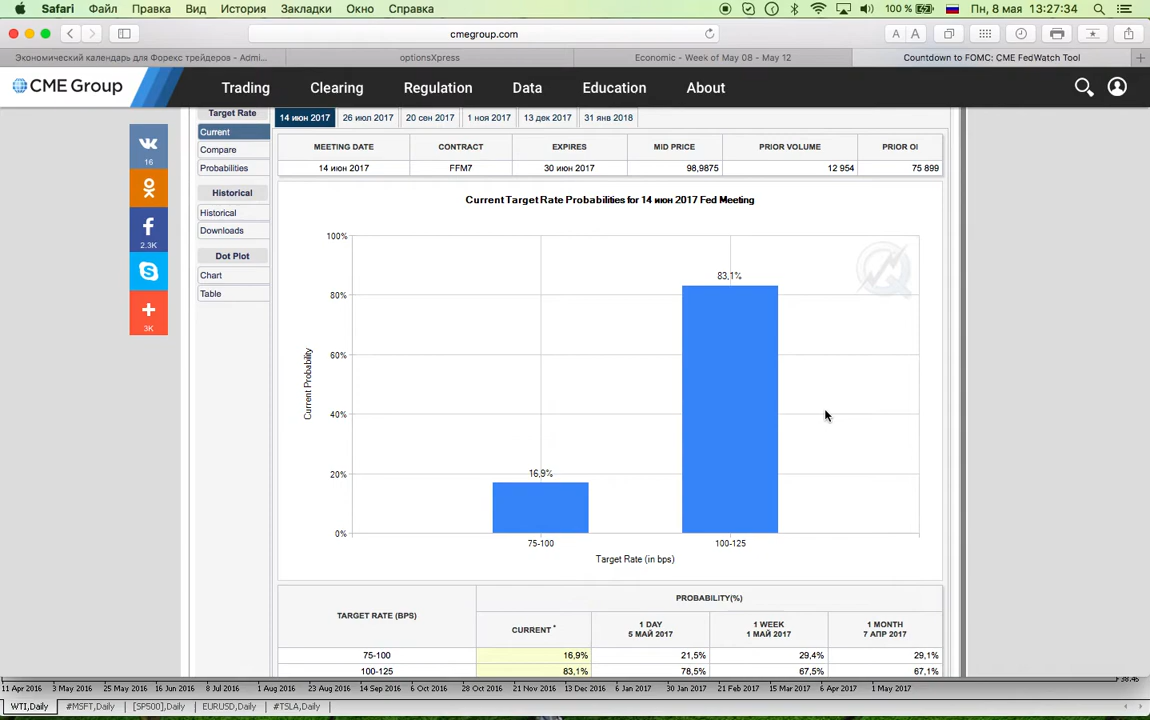 Safari Файл Правка Вид История Закладки Окно Справка 100 % Пн, 8 мая 13:27:34
cmegroup.com A A
Экономический календарь для Форекс трейдеров - Admi... optionsXpress Economic - Week of May 08 - May 12 Countdown to FOMC: CME FedWatch Tool
CME Group Trading Clearing Regulation Data Education About
Target Rate 14 июн 2017 26 июл 2017 20 сен 2017 1 ноя 2017 13 дек 2017 31 янв 2018
Current
Compare
Probabilities
Historical
Historical
Downloads
Dot Plot
Chart
Table
16
2.3K
3K
MEETING DATE CONTRACT EXPIRES MID PRICE PRIOR VOLUME PRIOR OI
14 июн 2017 FFM7 30 июн 2017 98,9875 12 954 75 899
Current Target Rate Probabilities for 14 июн 2017 Fed Meeting
100%
80%
60%
40%
20%
0%
Current Probability
83,1%
16,9%
75-100 100-125
Target Rate (in bps)
TARGET RATE (BPS) PROBABILITY(%)
CURRENT * 1 DAY 1 WEEK 1 MONTH
5 МАЙ 2017 1 МАЙ 2017 7 АПР 2017
75-100 16,9% 21,5% 29,4% 29,1%
100-125 83,1% 78,5% 67,5% 67,1%
38.45
11 Apr 2016 3 May 2016 25 May 2016 16 Jun 2016 8 Jul 2016 1 Aug 2016 23 Aug 2016 14 Sep 2016 6 Oct 2016 28 Oct 2016 21 Nov 2016 13 Dec 2016 6 Jan 2017 30 Jan 2017 21 Feb 2017 15 Mar 2017 6 Apr 2017 1 May 2017
WTI,Daily #MSFT,Daily [SP500],Daily EURUSD,Daily #TSLA,Daily